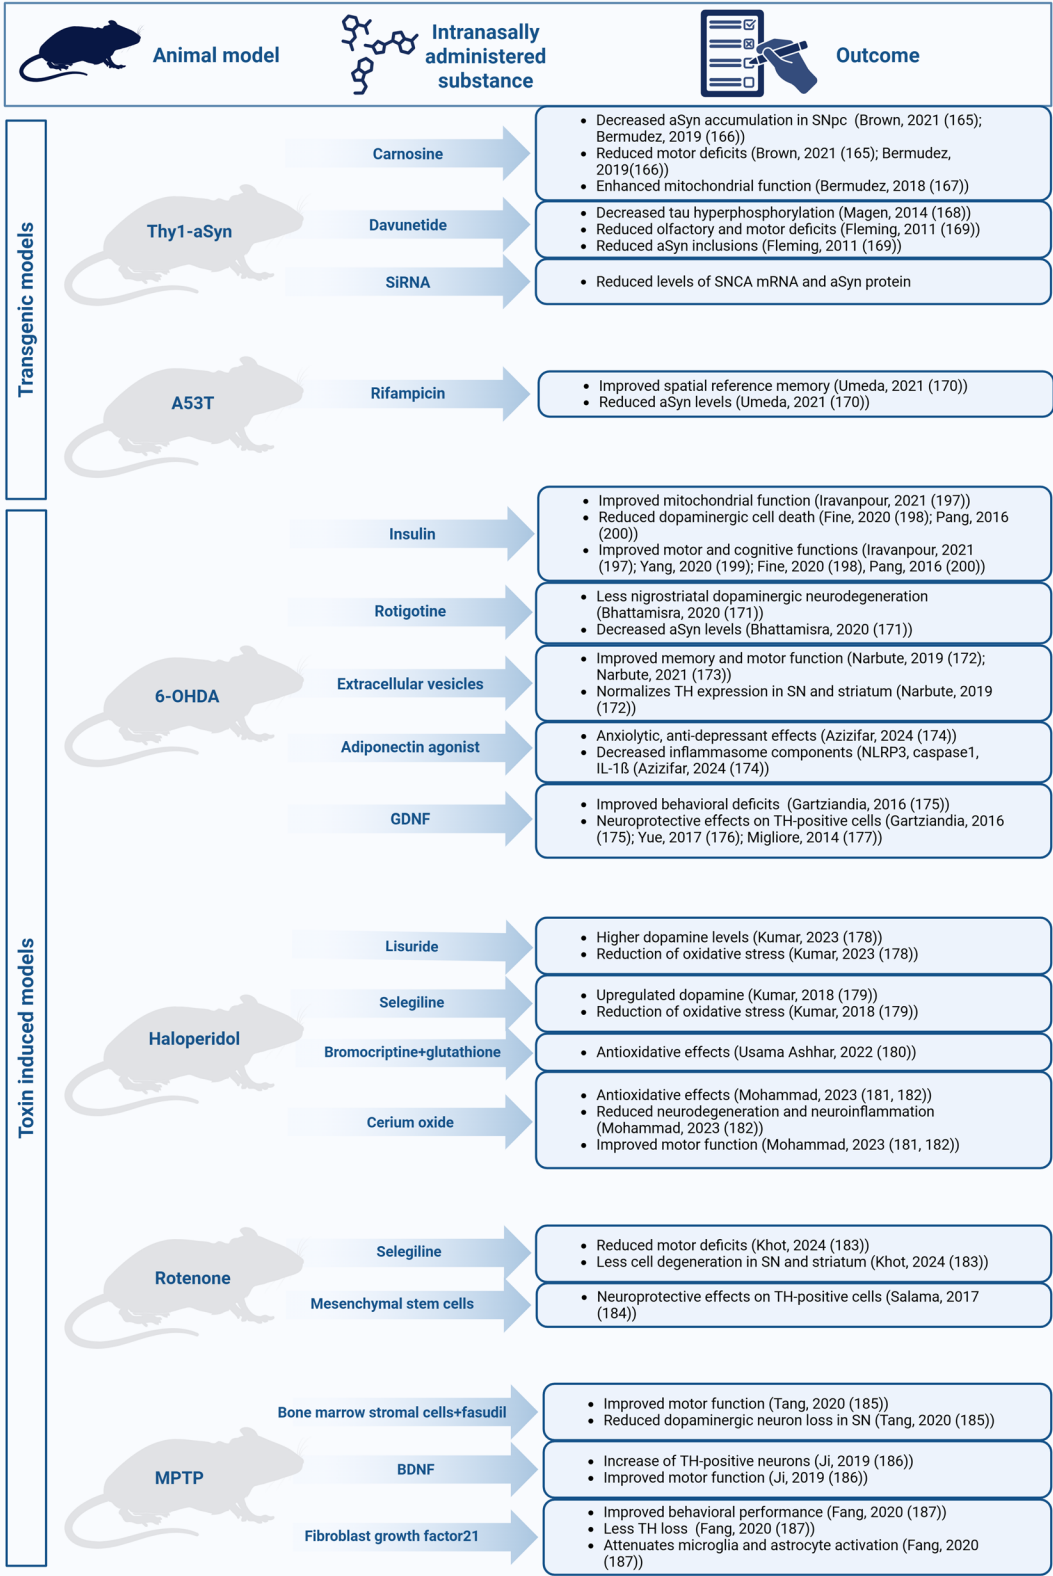 Animal model
Intranasally
administered
substance
Outcome
Transgenic models
Thy1-aSyn
Carnosine
• Decreased aSyn accumulation in SNpc (Brown, 2021 (165);
Bermudez, 2019 (166))
• Reduced motor deficits (Brown, 2021 (165); Bermudez,
2019(166))
• Enhanced mitochondrial function (Bermudez, 2018 (167))
Davunetide
• Decreased tau hyperphosphorylation (Magen, 2014 (168))
• Reduced olfactory and motor deficits (Fleming, 2011 (169))
• Reduced aSyn inclusions (Fleming, 2011 (169))
SiRNA
• Reduced levels of SNCA mRNA and aSyn protein
A53T
Rifampicin
• Improved spatial reference memory (Umeda, 2021 (170))
• Reduced aSyn levels (Umeda, 2021 (170))
Toxin induced models
6-OHDA
Insulin
• Improved mitochondrial function (Iravanpour, 2021 (197))
• Reduced dopaminergic cell death (Fine, 2020 (198); Pang, 2016
(200))
• Improved motor and cognitive functions (Iravanpour, 2021
(197); Yang, 2020 (199); Fine, 2020 (198), Pang, 2016 (200))
Rotigotine
• Less nigrostriatal dopaminergic neurodegeneration
(Bhattamisra, 2020 (171))
• Decreased aSyn levels (Bhattamisra, 2020 (171))
Extracellular vesicles
• Improved memory and motor function (Narbute, 2019 (172);
Narbute, 2021 (173))
• Normalizes TH expression in SN and striatum (Narbute, 2019
(172))
Adiponectin agonist
• Anxiolytic, anti-depressant effects (Azizifar, 2024 (174))
• Decreased inflammasome components (NLRP3, caspase1,
IL-1ß (Azizifar, 2024 (174))
GDNF
• Improved behavioral deficits (Gartziandia, 2016 (175))
• Neuroprotective effects on TH-positive cells (Gartziandia, 2016
(175); Yue, 2017 (176); Migliore, 2014 (177))
Haloperidol
Lisuride
• Higher dopamine levels (Kumar, 2023 (178))
• Reduction of oxidative stress (Kumar, 2023 (178))
Selegiline
• Upregulated dopamine (Kumar, 2018 (179))
• Reduction of oxidative stress (Kumar, 2018 (179))
Bromocriptine+glutathione
• Antioxidative effects (Usama Ashhar, 2022 (180))
Cerium oxide
• Antioxidative effects (Mohammad, 2023 (181, 182))
• Reduced neurodegeneration and neuroinflammation
(Mohammad, 2023 (182))
• Improved motor function (Mohammad, 2023 (181, 182))
Rotenone
Selegiline
• Reduced motor deficits (Khot, 2024 (183))
• Less cell degeneration in SN and striatum (Khot, 2024 (183))
Mesenchymal stem cells
• Neuroprotective effects on TH-positive cells (Salama, 2017
(184))
MPTP
Bone marrow stromal cells+fasudil
• Improved motor function (Tang, 2020 (185))
• Reduced dopaminergic neuron loss in SN (Tang, 2020 (185))
BDNF
• Increase of TH-positive neurons (Ji, 2019 (186))
• Improved motor function (Ji, 2019 (186))
Fibroblast growth factor21
• Improved behavioral performance (Fang, 2020 (187))
• Less TH loss (Fang, 2020 (187))
• Attenuates microglia and astrocyte activation (Fang, 2020
(187))